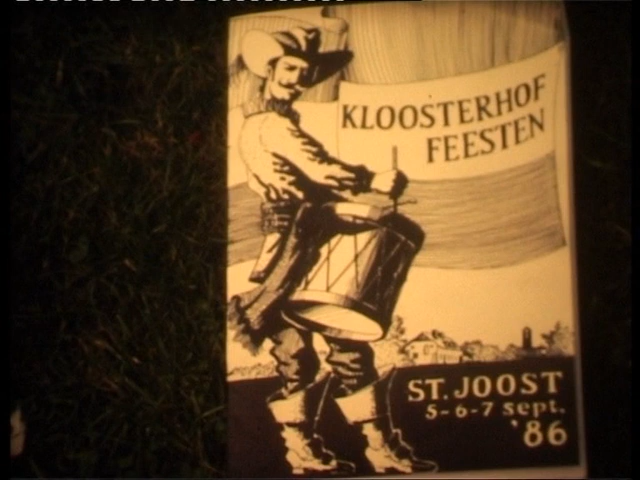 KLOOSTERHOF
FEESTEN
ST. JOOST
5-6-7 sept.
'86